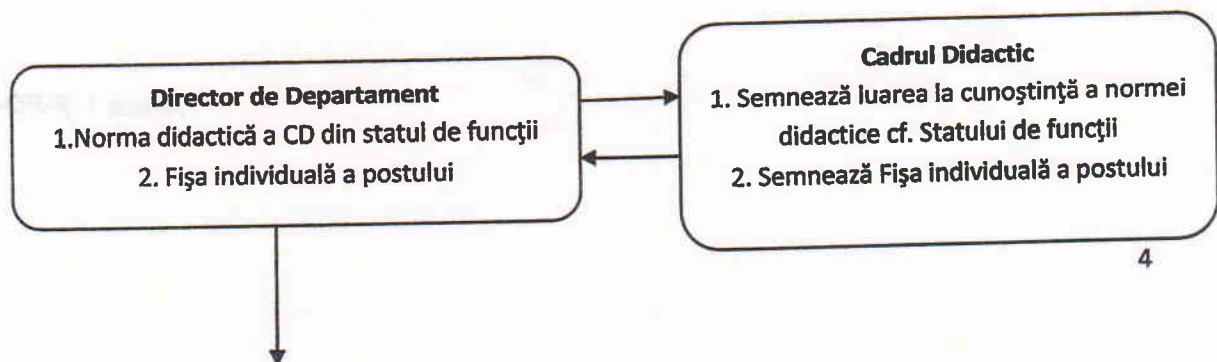 Director de Departament
1.Norma didactică a CD din statul de funcţii
2. Fişa individuală a postului
Cadrul Didactic
1. Semnează luarea la cunoştinţă a normei
didactice cf. Statului de funcţii
2. Semnează Fişa individuală a postului
4